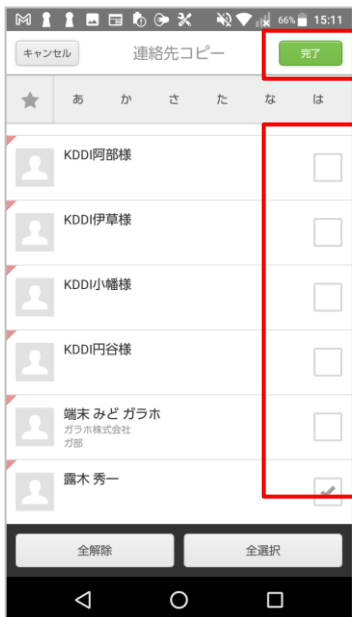 66% 15:11
キャンセル 連絡先コピー 完了
★ あ か さ た な は
KDDI阿部様
KDDI伊草様
KDDI小幡様
KDDI円谷様
端末 みど ガラホ
ガラホ株式会社
ガ部
露木 秀一
全解除 全選択